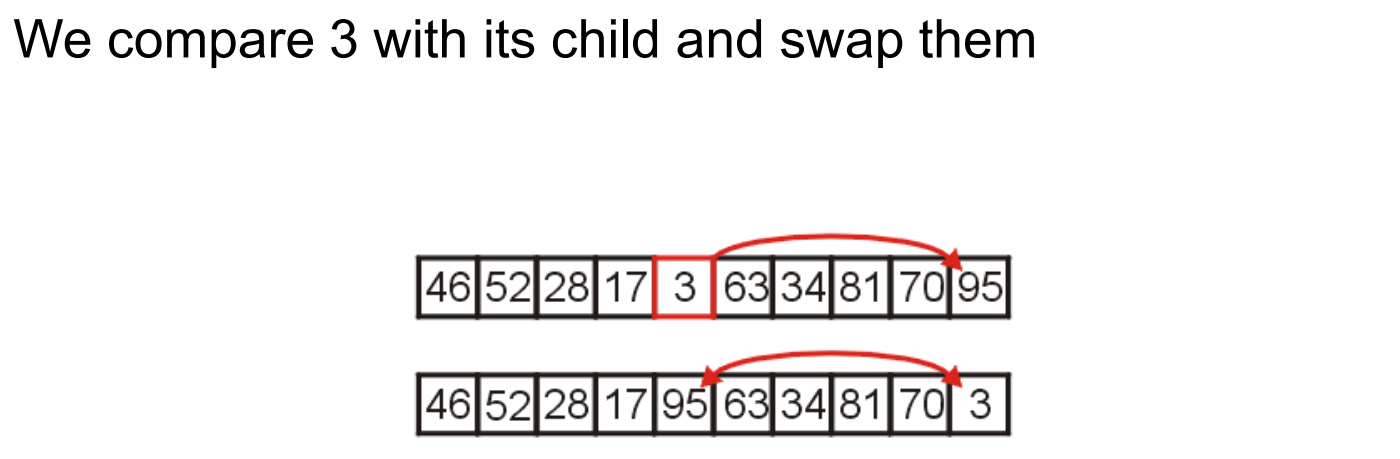 We compare 3 with its child and swap them
46 52 28 17 3 63 34 81 70 95
46 52 28 17 95 63 34 81 70 3